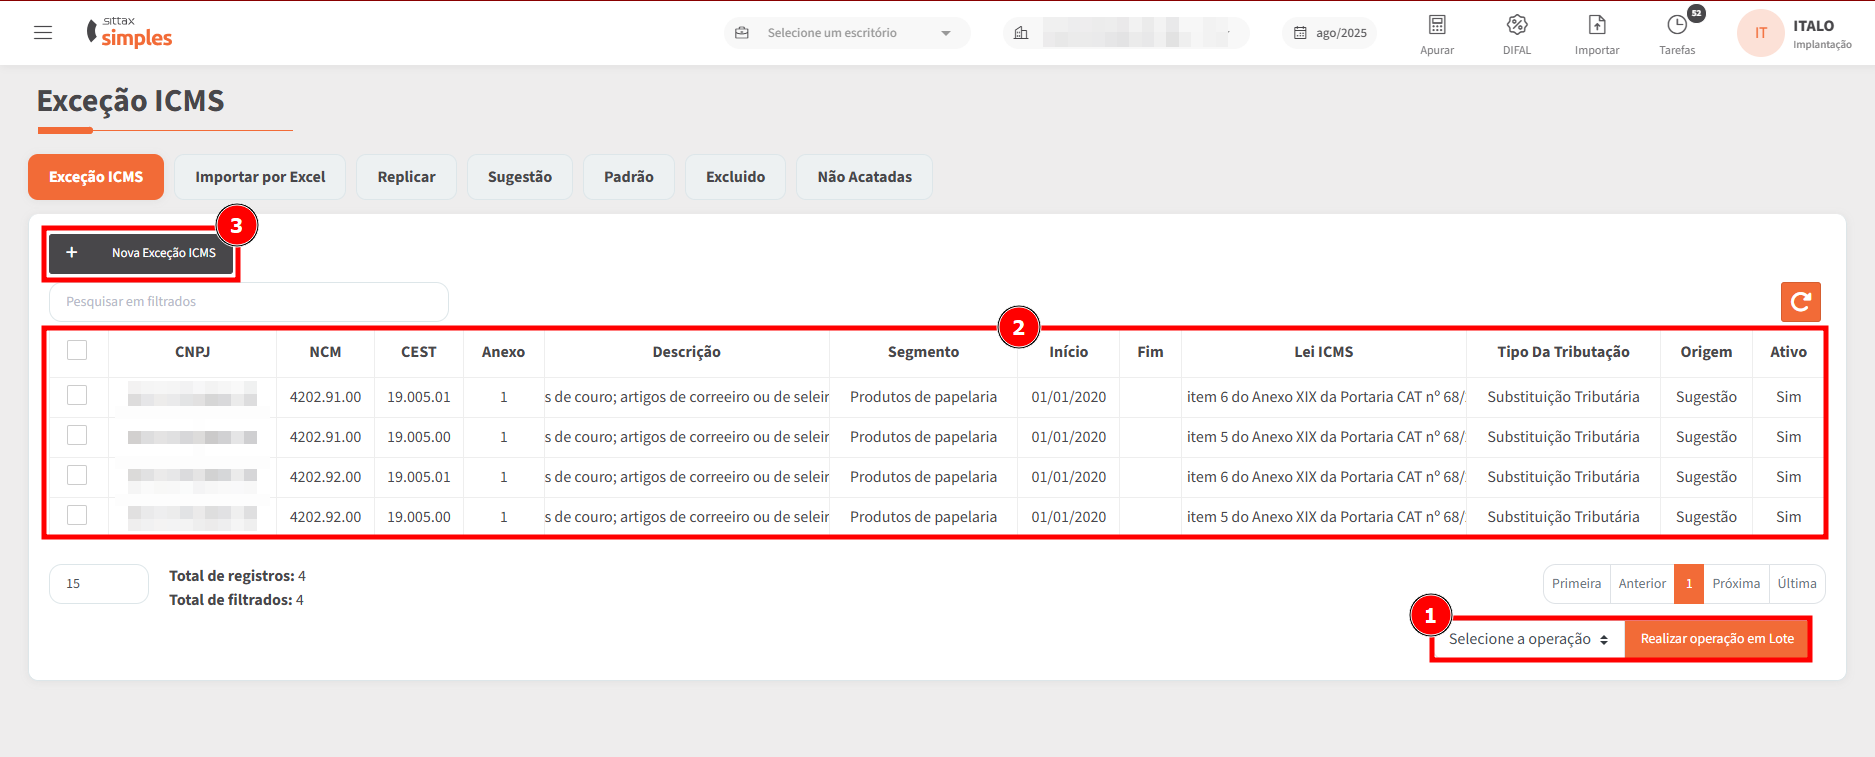 sittax
simples
Selecione um escritório
ago/2025
Apurar
DIFAL
Importar
52
Tarefas
IT
ITALO
Implantação
Exceção ICMS
Exceção ICMS
Importar por Excel
Replicar
Sugestão
Padrão
Excluido
Não Acatadas
3
+ Nova Exceção ICMS
Pesquisar em filtrados
2
CNPJ NCM CEST Anexo Descrição Segmento Início Fim Lei ICMS Tipo Da Tributação Origem Ativo
4202.91.00 19.005.01 1 s de couro; artigos de correeiro ou de seleir Produtos de papelaria 01/01/2020 item 6 do Anexo XIX da Portaria CAT nº 68/ Substituição Tributária Sugestão Sim
4202.91.00 19.005.00 1 s de couro; artigos de correeiro ou de seleir Produtos de papelaria 01/01/2020 item 5 do Anexo XIX da Portaria CAT nº 68/ Substituição Tributária Sugestão Sim
4202.92.00 19.005.01 1 s de couro; artigos de correeiro ou de seleir Produtos de papelaria 01/01/2020 item 6 do Anexo XIX da Portaria CAT nº 68/ Substituição Tributária Sugestão Sim
4202.92.00 19.005.00 1 s de couro; artigos de correeiro ou de seleir Produtos de papelaria 01/01/2020 item 5 do Anexo XIX da Portaria CAT nº 68/ Substituição Tributária Sugestão Sim
15
Total de registros: 4
Total de filtrados: 4
Primeira Anterior 1 Próxima Última
1
Selecione a operação
Realizar operação em Lote